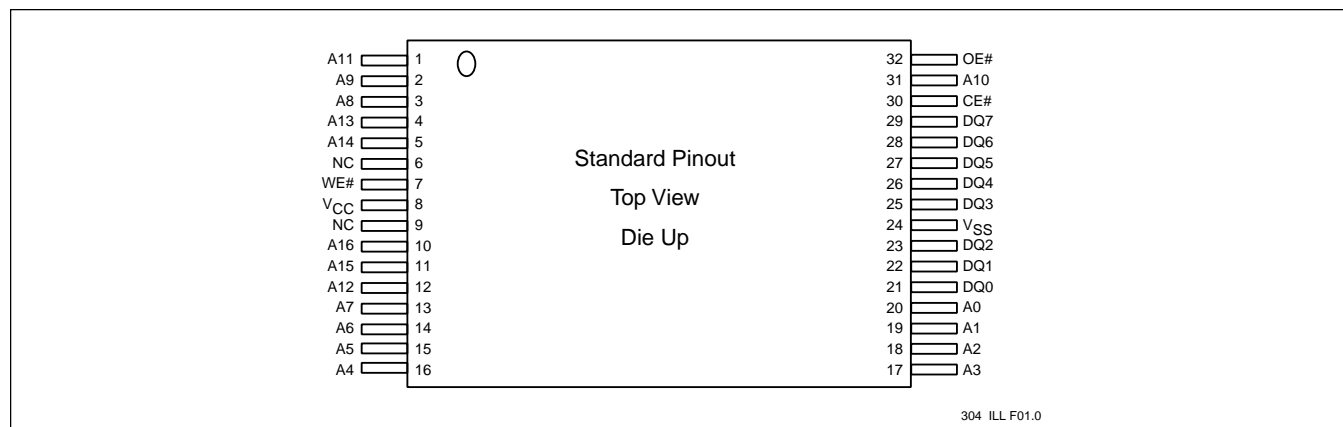 A11 1 32 OE#
A9 2 31 A10
A8 3 30 CE#
A13 4 29 DQ7
A14 5 28 DQ6
NC 6 27 DQ5
WE# 7 26 DQ4
VCC 8 25 DQ3
NC 9 24 VSS
A16 10 23 DQ2
A15 11 22 DQ1
A12 12 21 DQ0
A7 13 20 A0
A6 14 19 A1
A5 15 18 A2
A4 16 17 A3
Standard Pinout
Top View
Die Up
304 ILL F01.0